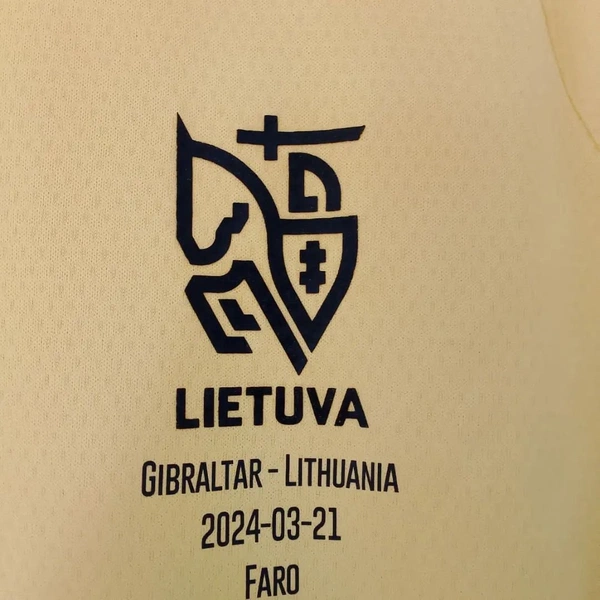 LIETUVA
GIBRALTAR - LITHUANIA
2024-03-21
FARO